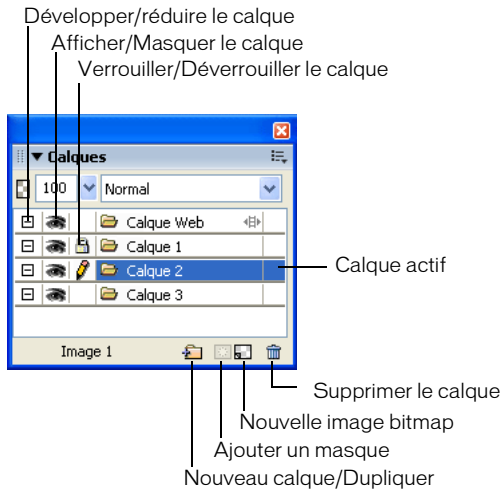 Développer/réduire le calque
Afficher/Masquer le calque
Verrouiller/Déverrouiller le calque
Calques
100 Normal
Calque Web
Calque 1
Calque 2
Calque actif
Calque 3
Image 1
Supprimer le calque
Nouvelle image bitmap
Ajouter un masque
Nouveau calque/Dupliquer